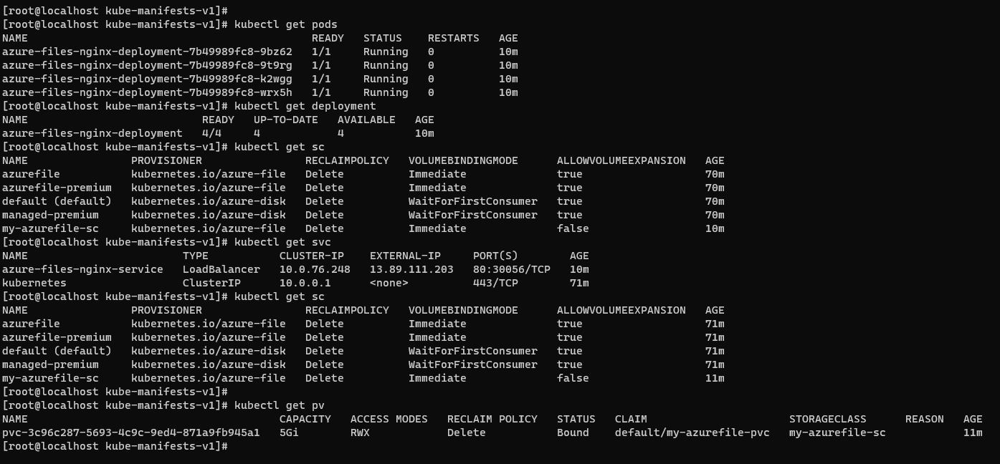 [root@localhost kube-manifests-v1]#
[root@localhost kube-manifests-v1]# kubectl get pods
NAME                                            READY   STATUS    RESTARTS   AGE
azure-files-nginx-deployment-7b49989fc8-9bz62   1/1     Running   0          10m
azure-files-nginx-deployment-7b49989fc8-9t9rg   1/1     Running   0          10m
azure-files-nginx-deployment-7b49989fc8-k2wgg   1/1     Running   0          10m
azure-files-nginx-deployment-7b49989fc8-wrx5h   1/1     Running   0          10m
[root@localhost kube-manifests-v1]# kubectl get deployment
NAME                           READY   UP-TO-DATE   AVAILABLE   AGE
azure-files-nginx-deployment   4/4     4            4           10m
[root@localhost kube-manifests-v1]# kubectl get sc
NAME                PROVISIONER                RECLAIMPOLICY   VOLUMEBINDINGMODE      ALLOWVOLUMEEXPANSION   AGE
azurefile           kubernetes.io/azure-file   Delete          Immediate              true                   70m
azurefile-premium   kubernetes.io/azure-file   Delete          Immediate              true                   70m
default (default)   kubernetes.io/azure-disk   Delete          WaitForFirstConsumer   true                   70m
managed-premium     kubernetes.io/azure-disk   Delete          WaitForFirstConsumer   true                   70m
my-azurefile-sc     kubernetes.io/azure-file   Delete          Immediate              false                  10m
[root@localhost kube-manifests-v1]# kubectl get svc
NAME                        TYPE           CLUSTER-IP    EXTERNAL-IP     PORT(S)        AGE
azure-files-nginx-service   LoadBalancer   10.0.76.248   13.89.111.203   80:30056/TCP   10m
kubernetes                  ClusterIP      10.0.0.1      <none>          443/TCP        71m
[root@localhost kube-manifests-v1]# kubectl get sc
NAME                PROVISIONER                RECLAIMPOLICY   VOLUMEBINDINGMODE      ALLOWVOLUMEEXPANSION   AGE
azurefile           kubernetes.io/azure-file   Delete          Immediate              true                   71m
azurefile-premium   kubernetes.io/azure-file   Delete          Immediate              true                   71m
default (default)   kubernetes.io/azure-disk   Delete          WaitForFirstConsumer   true                   71m
managed-premium     kubernetes.io/azure-disk   Delete          WaitForFirstConsumer   true                   71m
my-azurefile-sc     kubernetes.io/azure-file   Delete          Immediate              false                  11m
[root@localhost kube-manifests-v1]#
[root@localhost kube-manifests-v1]# kubectl get pv
NAME                                       CAPACITY   ACCESS MODES   RECLAIM POLICY   STATUS   CLAIM                      STORAGECLASS      REASON   AGE
pvc-3c96c287-5693-4c9c-9ed4-871a9fb945a1   5Gi        RWX            Delete           Bound    default/my-azurefile-pvc   my-azurefile-sc            11m
[root@localhost kube-manifests-v1]#